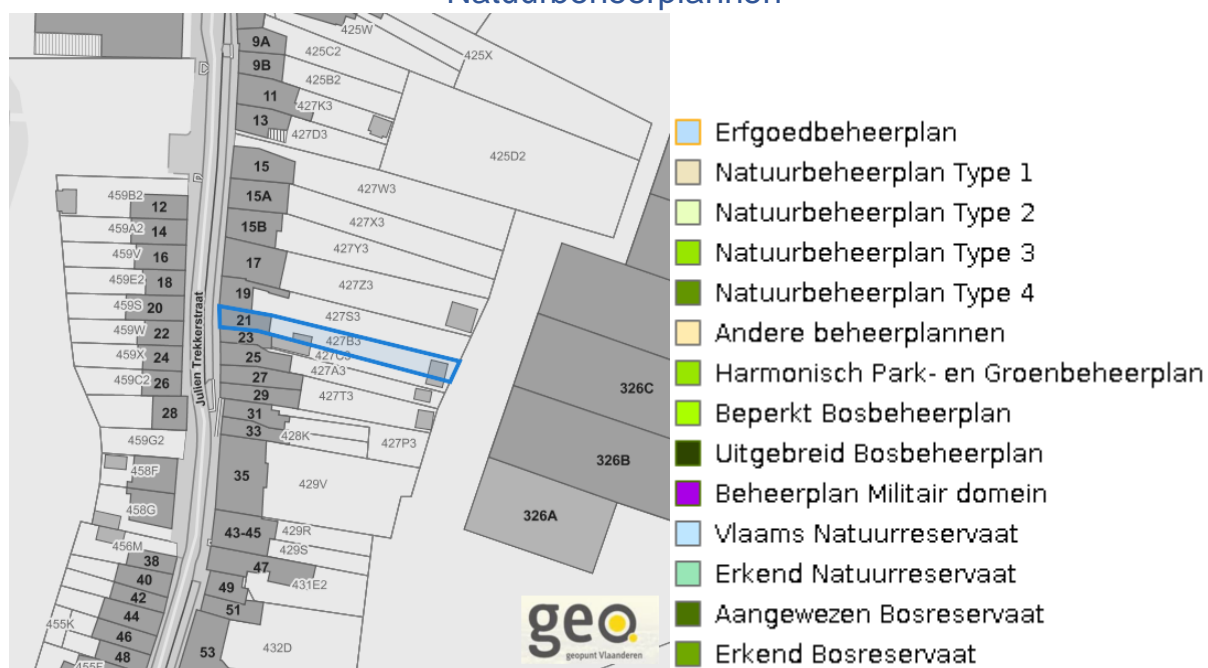 Natuurbeheerplannen
425W
9A
425C2
425X
9B
425B2
11
427K3
13
427D3
425D2
15
427W3
15A
459B2
12
427X3
15B
459A2
14
427Y3
459V
16
17
459E2
18
427Z3
19
459S
20
427S3
21
459W
22
427B3
23
427C3
459X
24
25
427A3
459C2
26
27
326C
29
427T3
28
31
33
428K
427P3
459G2
326B
Julien Trekkerstraat
458F
35
429V
458G
326A
43-45
429R
456M
429S
38
47
40
431E2
49
42
51
44
455K
46
53
432D
48
455F
geo
geopunt Vlaanderen
Erfgoedbeheerplan
Natuurbeheerplan Type 1
Natuurbeheerplan Type 2
Natuurbeheerplan Type 3
Natuurbeheerplan Type 4
Andere beheerplannen
Harmonisch Park- en Groenbeheerplan
Beperkt Bosbeheerplan
Uitgebreid Bosbeheerplan
Beheerplan Militair domein
Vlaams Natuurreservaat
Erkend Natuurreservaat
Aangewezen Bosreservaat
Erkend Bosreservaat